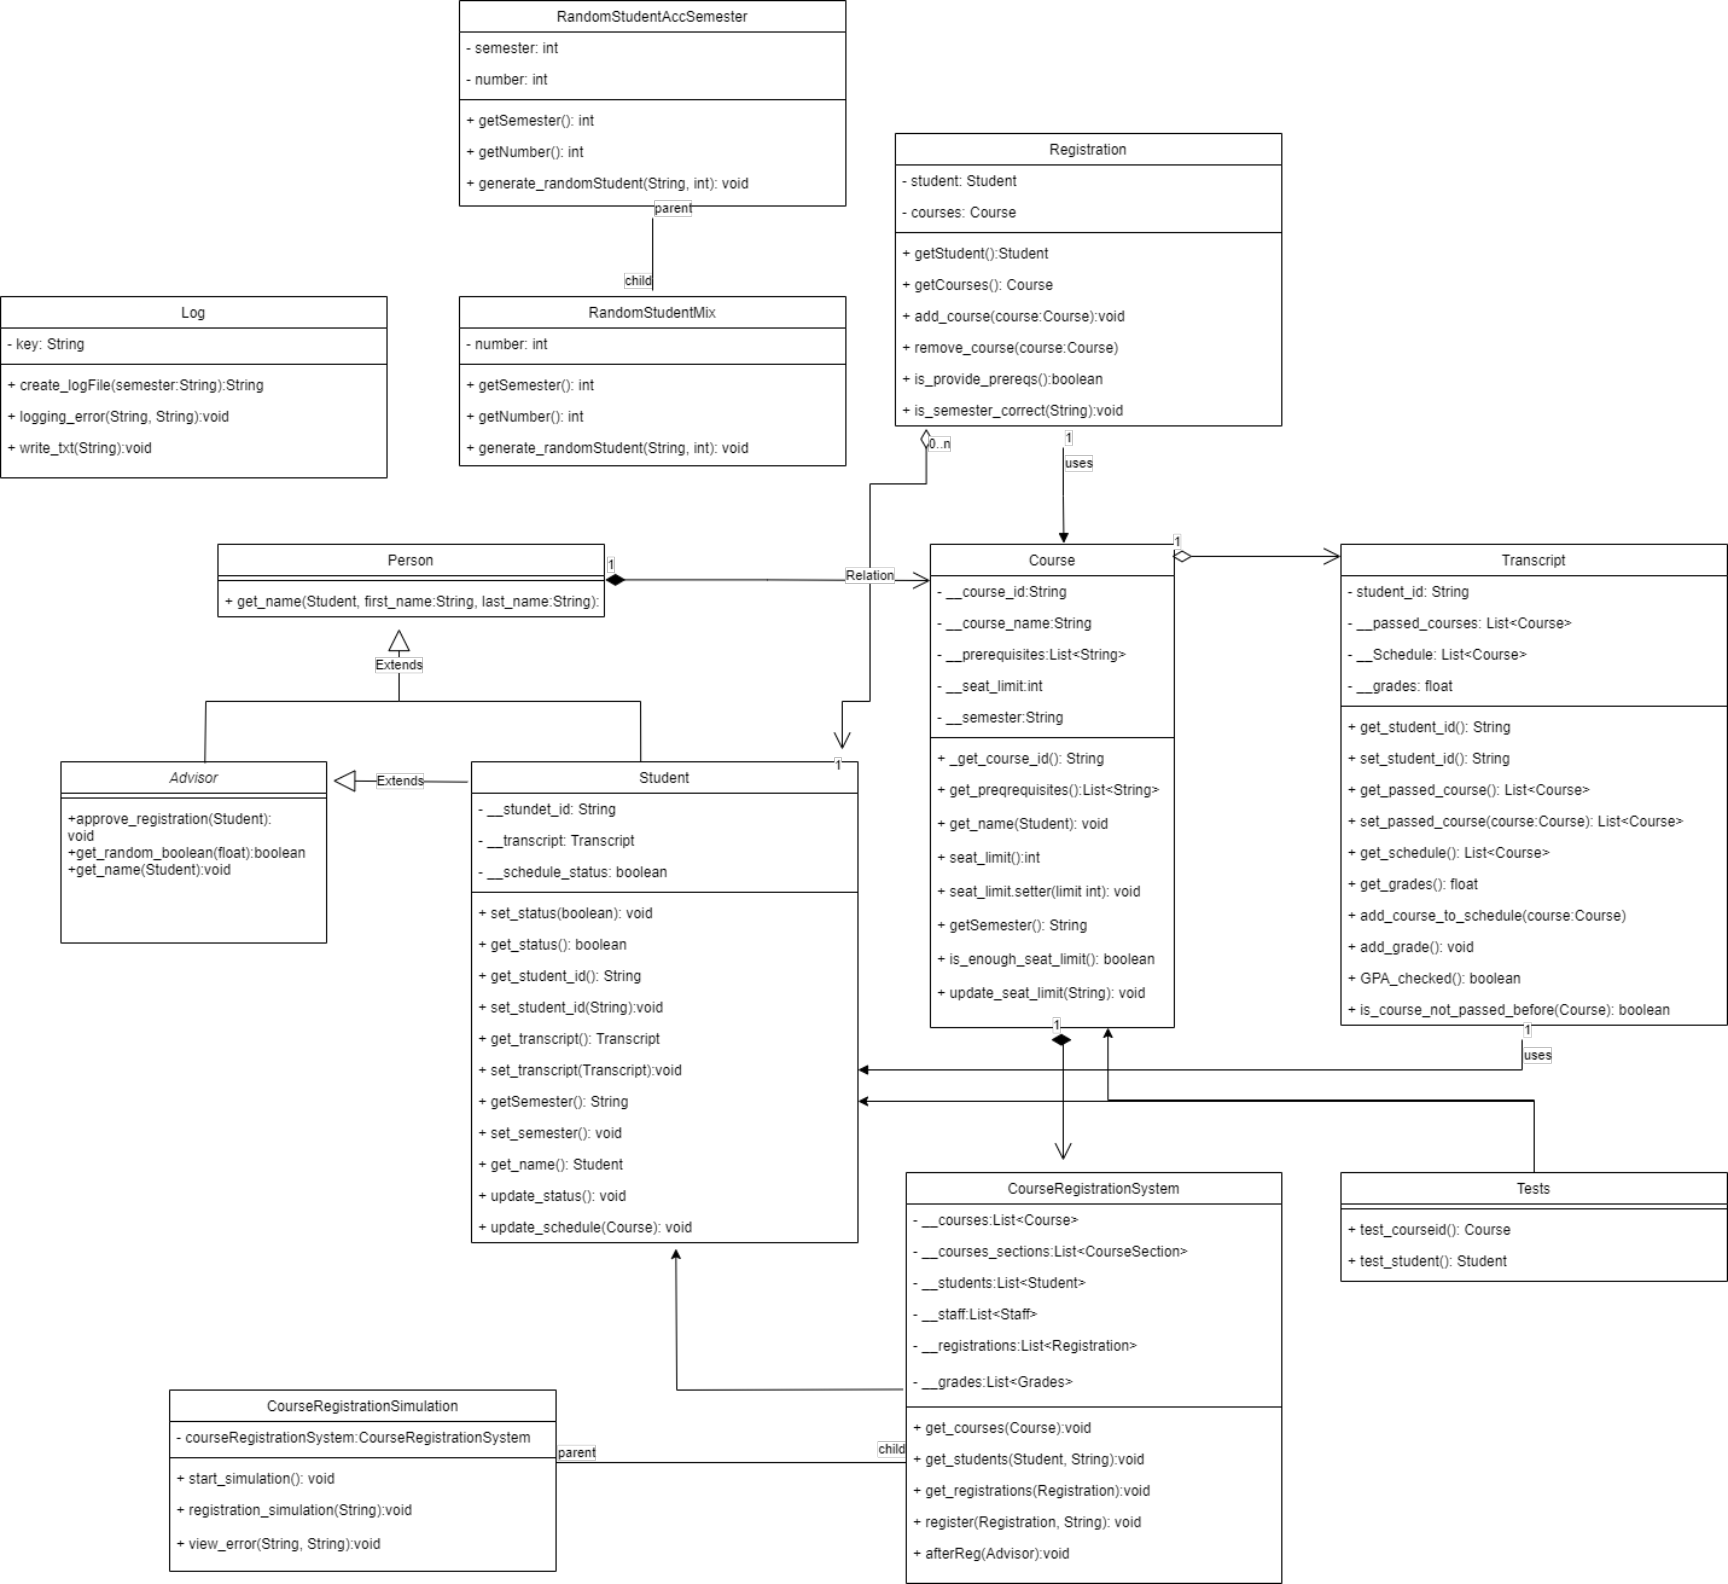 RandomStudentAccSemester
- semester: int
- number: int
+ getSemester(): int
+ getNumber(): int
+ generate_randomStudent(String, int): void
parent
child
Registration
- student: Student
- courses: Course
+ getStudent():Student
+ getCourses(): Course
+ add_course(course:Course):void
+ remove_course(course:Course)
+ is_provide_prereqs():boolean
+ is_semester_correct(String):void
0..n
1
uses
Log
- key: String
+ create_logFile(semester:String):String
+ logging_error(String, String):void
+ write_txt(String):void
RandomStudentMix
- number: int
+ getSemester(): int
+ getNumber(): int
+ generate_randomStudent(String, int): void
Person
+ get_name(Student, first_name:String, last_name:String):
1
Relation
Extends
Course
- __course_id:String
- __course_name:String
- __prerequisites:List<String>
- __seat_limit:int
- __semester:String
+ _get_course_id(): String
+ get_preqrequisites():List<String>
+ get_name(Student): void
+ seat_limit():int
+ seat_limit.setter(limit int): void
+ getSemester(): String
+ is_enough_seat_limit(): boolean
+ update_seat_limit(String): void
1
1
Transcript
- student_id: String
- __passed_courses: List<Course>
- __Schedule: List<Course>
- __grades: float
+ get_student_id(): String
+ set_student_id(): String
+ get_passed_course(): List<Course>
+ set_passed_course(course:Course): List<Course>
+ get_schedule(): List<Course>
+ get_grades(): float
+ add_course_to_schedule(course:Course)
+ add_grade(): void
+ GPA_checked(): boolean
+ is_course_not_passed_before(Course): boolean
1
uses
Advisor
+approve_registration(Student):
void
+get_random_boolean(float):boolean
+get_name(Student):void
Extends
1
Student
- __stundet_id: String
- __transcript: Transcript
- __schedule_status: boolean
+ set_status(boolean): void
+ get_status(): boolean
+ get_student_id(): String
+ set_student_id(String):void
+ get_transcript(): Transcript
+ set_transcript(Transcript):void
+ getSemester(): String
+ set_semester(): void
+ get_name(): Student
+ update_status(): void
+ update_schedule(Course): void
CourseRegistrationSystem
- __courses:List<Course>
- __courses_sections:List<CourseSection>
- __students:List<Student>
- __staff:List<Staff>
- __registrations:List<Registration>
- __grades:List<Grades>
+ get_courses(Course):void
+ get_students(Student, String):void
+ get_registrations(Registration):void
+ register(Registration, String): void
+ afterReg(Advisor):void
Tests
+ test_courseid(): Course
+ test_student(): Student
CourseRegistrationSimulation
- courseRegistrationSystem:CourseRegistrationSystem
+ start_simulation(): void
+ registration_simulation(String):void
+ view_error(String, String):void
parent
child